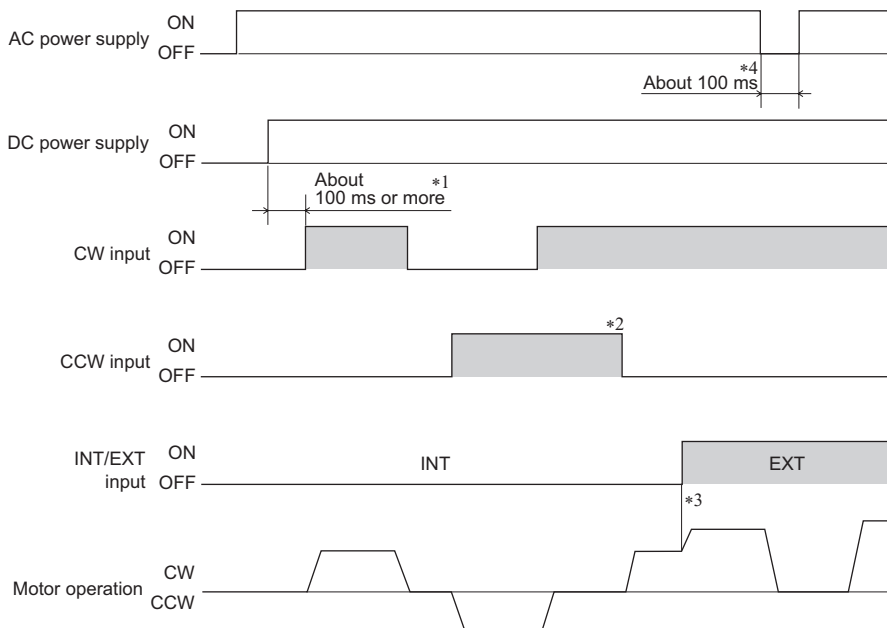 AC power supply ON
OFF
*4
About 100 ms
DC power supply ON
OFF
About *1
100 ms or more
CW input ON
OFF
*2
CCW input ON
OFF
INT/EXT input ON
OFF
INT
EXT
*3
Motor operation CW
CCW